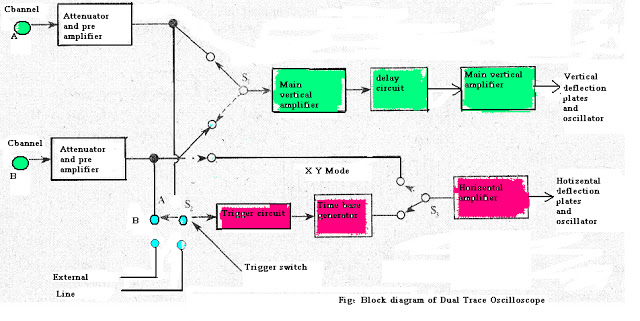 Cbannel
A
Attenuator
and pre
amplifier
S1
Main
vertical
amplifier
delay
circuit
Main vertical
amplifier
Vertical
deflection
plates
and
oscillator
Cbannel
B
Attenuator
and pre
amplifier
X Y Mode
A
B
S2
Trigger circuit
Time base
generator
S3
Horizental
amplifier
Hotizental
deflection
plates
and
oscillator
Trigger switch
External
Line
Fig: Block diagram of Dual Trace Oscilloscope